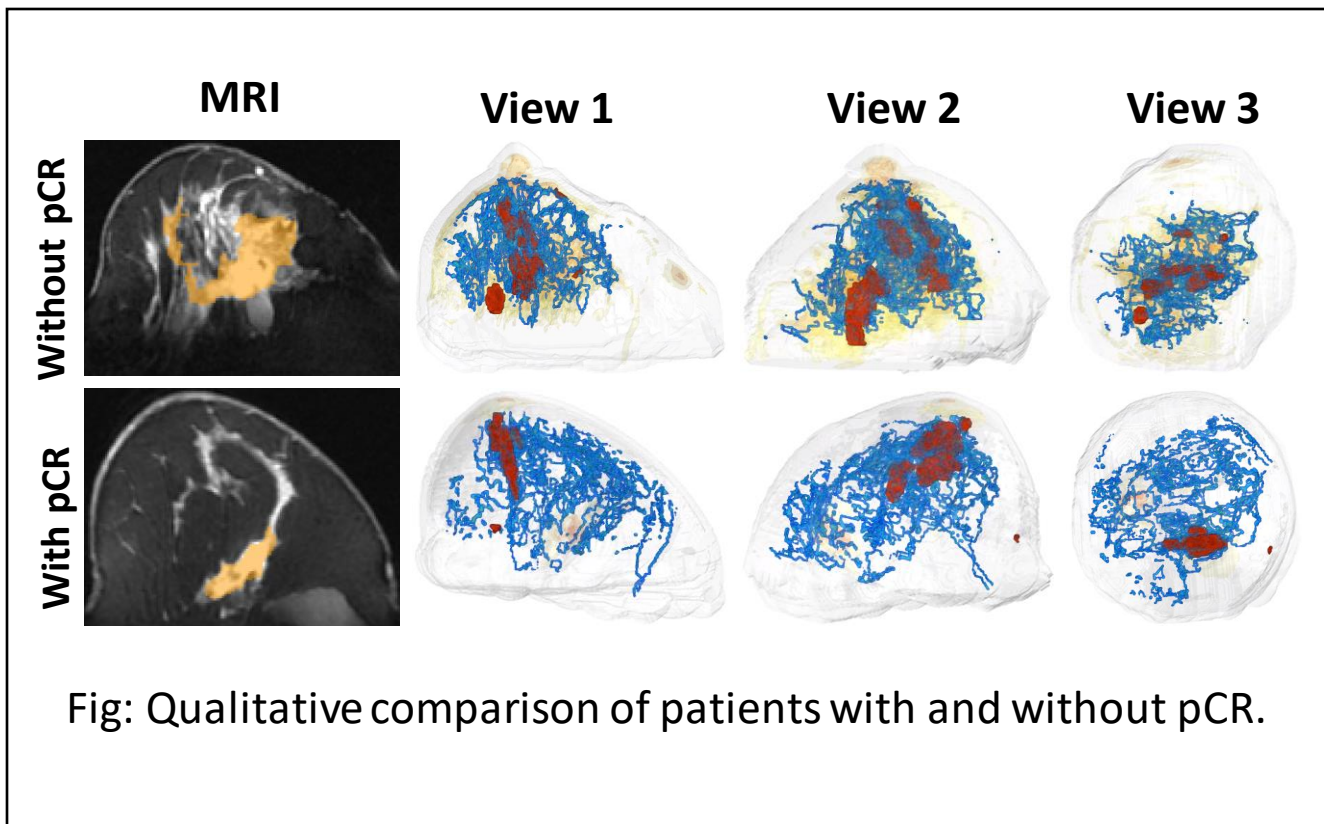 MRI
View 1
View 2
View 3
Without pCR
With pCR
Fig: Qualitative comparison of patients with and without pCR.